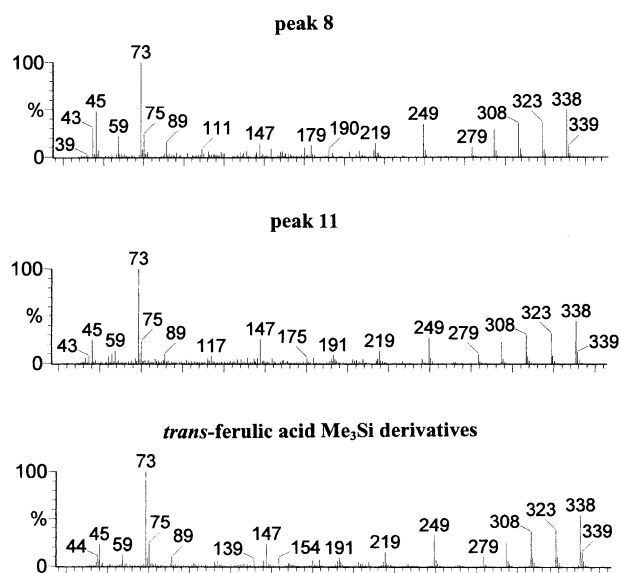 peak 8
100
%
0
39 43 45 59 73 75 89 111 147 179 190 219 249 279 308 323 338 339
peak 11
100
%
0
43 45 59 73 75 89 117 147 175 191 219 249 279 308 323 338 339
trans-ferulic acid Me₃Si derivatives
100
%
0
44 45 59 73 75 89 139 147 154 191 219 249 279 308 323 338 339